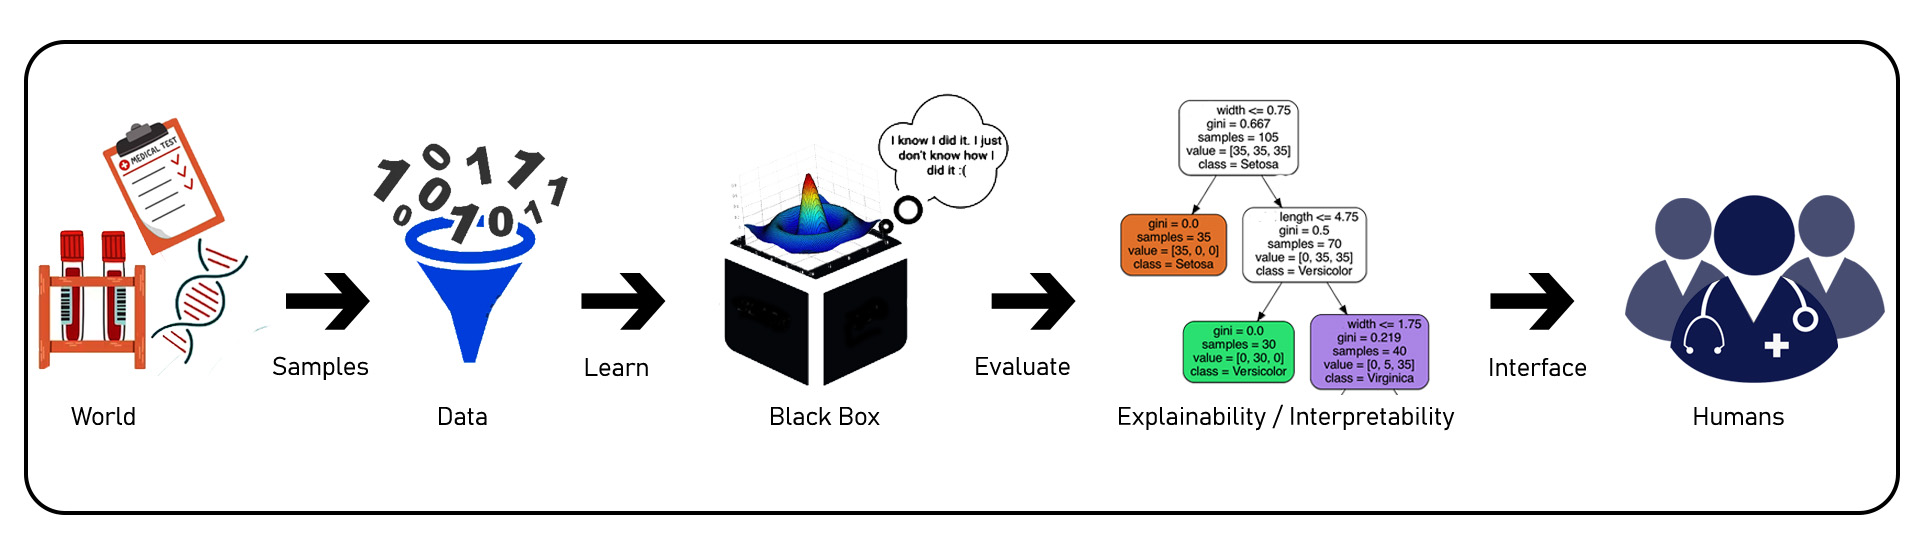 MEDICAL TEST
1 0 1 1
0 1
0 1 0 1
I know I did it. I just
don't know how I
did it :(
width <= 0.75
gini = 0.667
samples = 105
value = [35, 35, 35]
class = Setosa
gini = 0.0
samples = 35
value = [35, 0, 0]
class = Setosa
length <= 4.75
gini = 0.5
samples = 70
value = [0, 35, 35]
class = Versicolor
gini = 0.0
samples = 30
value = [0, 30, 0]
class = Versicolor
width <= 1.75
gini = 0.219
samples = 40
value = [0, 5, 35]
class = Virginica
Samples
Learn
Evaluate
Interface
World
Data
Black Box
Explainability / Interpretability
Humans